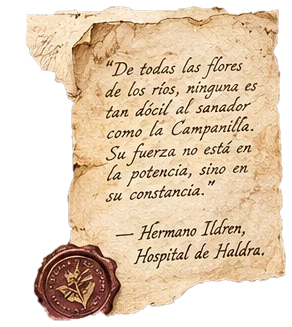 “De todas las flores
de los ríos, ninguna es
tan dócil al sanador
como la Campanilla.
Su fuerza no está en
la potencia, sino en
su constancia.”
— Hermano Ildren,
Hospital de Haldra.